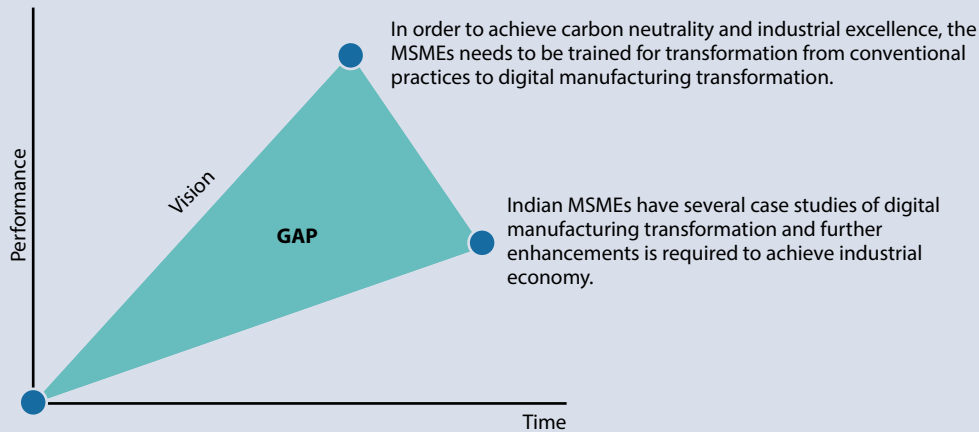 In order to achieve carbon neutrality and industrial excellence, the
MSMEs needs to be trained for transformation from conventional
practices to digital manufacturing transformation.
Performance
Vision
GAP
Indian MSMEs have several case studies of digital
manufacturing transformation and further
enhancements is required to achieve industrial
economy.
Time